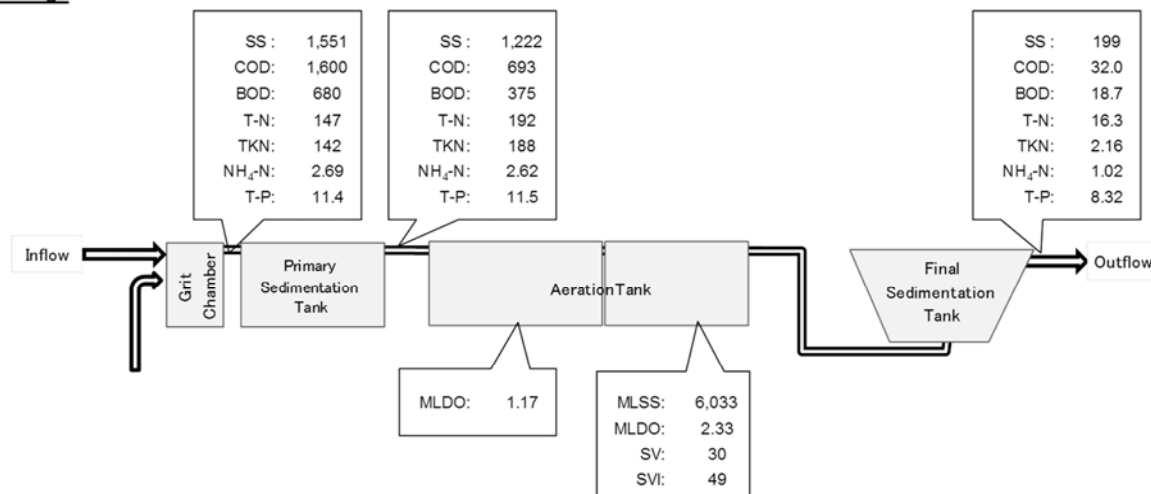 SS : 1,551
COD: 1,600
BOD: 680
T-N: 147
TKN: 142
NH₄-N: 2.69
T-P: 11.4
SS : 1,222
COD: 693
BOD: 375
T-N: 192
TKN: 188
NH₄-N: 2.62
T-P: 11.5
SS : 199
COD: 32.0
BOD: 18.7
T-N: 16.3
TKN: 2.16
NH₄-N: 1.02
T-P: 8.32
Inflow
Grit
Chamber
Primary
Sedimentation
Tank
AerationTank
Final
Sedimentation
Tank
Outflow
MLDO: 1.17
MLSS: 6,033
MLDO: 2.33
SV: 30
SVI: 49